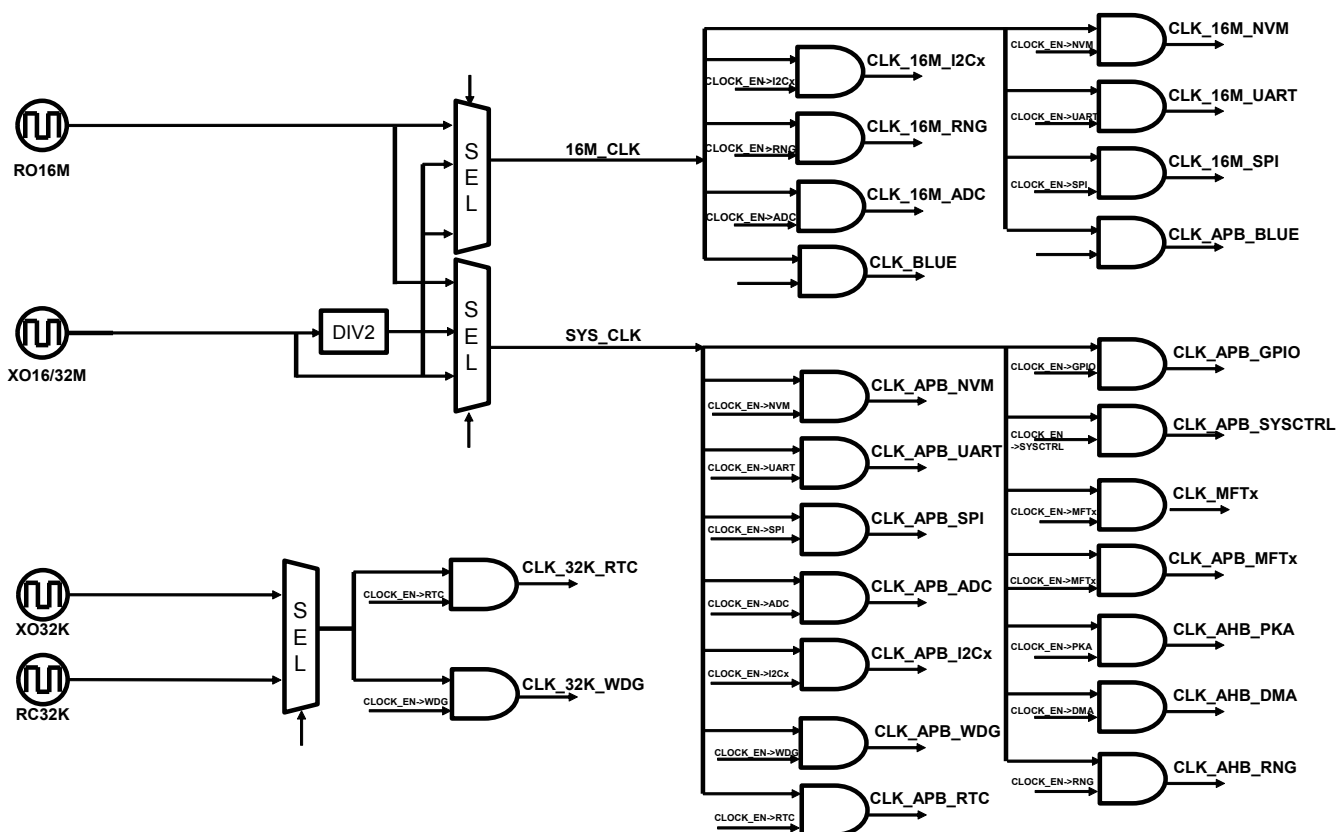 CLK_16M_NVM
CLOCK_EN->NVM
CLK_16M_I2Cx
CLOCK_EN->I2Cx
CLK_16M_UART
CLOCK_EN->UART
CLK_16M_RNG
CLOCK_EN->RNG
RO16M
S
E
L
16M_CLK
CLK_16M_SPI
CLOCK_EN->SPI
CLK_16M_ADC
CLOCK_EN->ADC
CLK_APB_BLUE
CLK_BLUE
XO16/32M
DIV2
S
E
L
SYS_CLK
CLK_APB_GPIO
CLOCK_EN->GPIO
CLK_APB_NVM
CLOCK_EN->NVM
CLK_APB_SYSCTRL
CLOCK_EN
->SYSCTRL
CLK_APB_UART
CLOCK_EN->UART
CLK_MFTx
CLOCK_EN->MFTx
CLK_APB_SPI
CLOCK_EN->SPI
CLK_APB_MFTx
CLOCK_EN->MFTx
CLK_APB_ADC
CLOCK_EN->ADC
CLK_AHB_PKA
CLOCK_EN->PKA
CLK_APB_I2Cx
CLOCK_EN->I2Cx
CLK_AHB_DMA
CLOCK_EN->DMA
CLK_APB_WDG
CLOCK_EN->WDG
CLK_AHB_RNG
CLOCK_EN->RNG
CLK_APB_RTC
CLOCK_EN->RTC
XO32K
RC32K
S
E
L
CLK_32K_RTC
CLOCK_EN->RTC
CLK_32K_WDG
CLOCK_EN->WDG